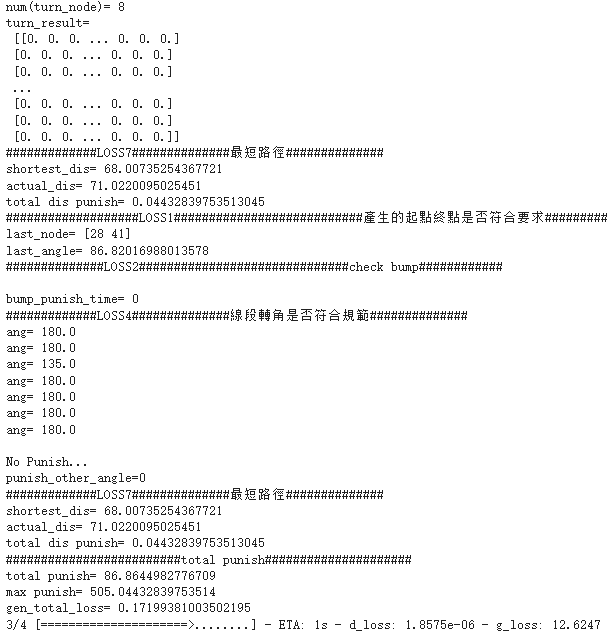 num(turn_node)= 8
turn_result=
[[0. 0. 0. ... 0. 0. 0.]
[0. 0. 0. ... 0. 0. 0.]
[0. 0. 0. ... 0. 0. 0.]
...
[0. 0. 0. ... 0. 0. 0.]
[0. 0. 0. ... 0. 0. 0.]
[0. 0. 0. ... 0. 0. 0.]]
#############LOSS7##############最短路徑##############
shortest_dis= 68.00735254367721
actual_dis= 71.0220095025451
total dis punish= 0.04432839753513045
###################LOSS1###########################產生的起點終點是否符合要求#########
last_node= [28 41]
last_angle= 86.82016988013578
##############LOSS2##############################check bump############
bump_punish_time= 0
#############LOSS4##############線段轉角是否符合規範##############
ang= 180.0
ang= 180.0
ang= 135.0
ang= 180.0
ang= 180.0
ang= 180.0
ang= 180.0
No Punish...
punish_other_angle=0
#############LOSS7##############最短路徑##############
shortest_dis= 68.00735254367721
actual_dis= 71.0220095025451
total dis punish= 0.04432839753513045
#########################total punish#####################
total punish= 86.8644982776709
max punish= 505.04432839753514
gen_total_loss= 0.17199381003502195
3/4 [=====================>........] - ETA: 1s - d_loss: 1.8575e-06 - g_loss: 12.6247